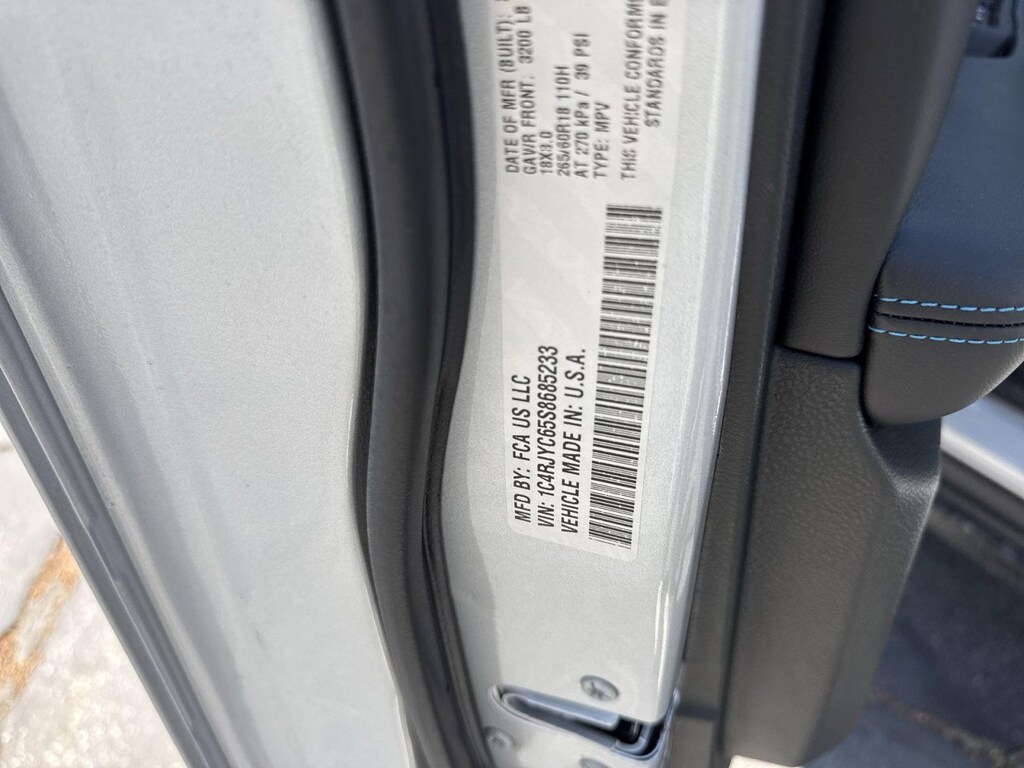 MFD BY: FCA US LLC
VIN: 1C4RJYC65S8685233
VEHICLE MADE IN: U.S.A.
DATE OF MFR (BUILT):
GAWR FRONT: 3200 LB
18X8.0
265/60R18 110H
AT 270 kPa / 39 PSI
TYPE: MPV
THIS VEHICLE CONFORMS
STANDARDS IN